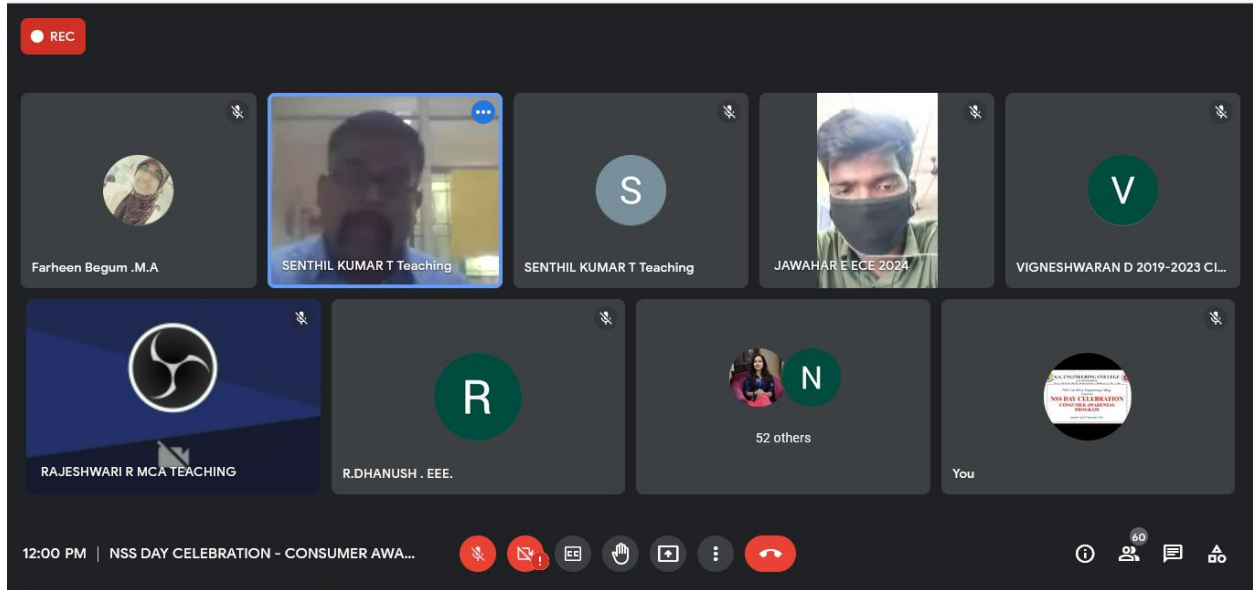 REC
Farheen Begum .M.A
SENTHIL KUMAR T Teaching
S
SENTHIL KUMAR T Teaching
JAWAHAR E ECE 2024
V
VIGNESHWARAN D 2019-2023 CI...
RAJESHWARI R MCA TEACHING
R
R.DHANUSH . EEE.
N
52 others
NSS DAY CELEBRATION
CONSUMER AWARENESS
PROGRAM
You
12:00 PM | NSS DAY CELEBRATION - CONSUMER AWA...
CC
!
60